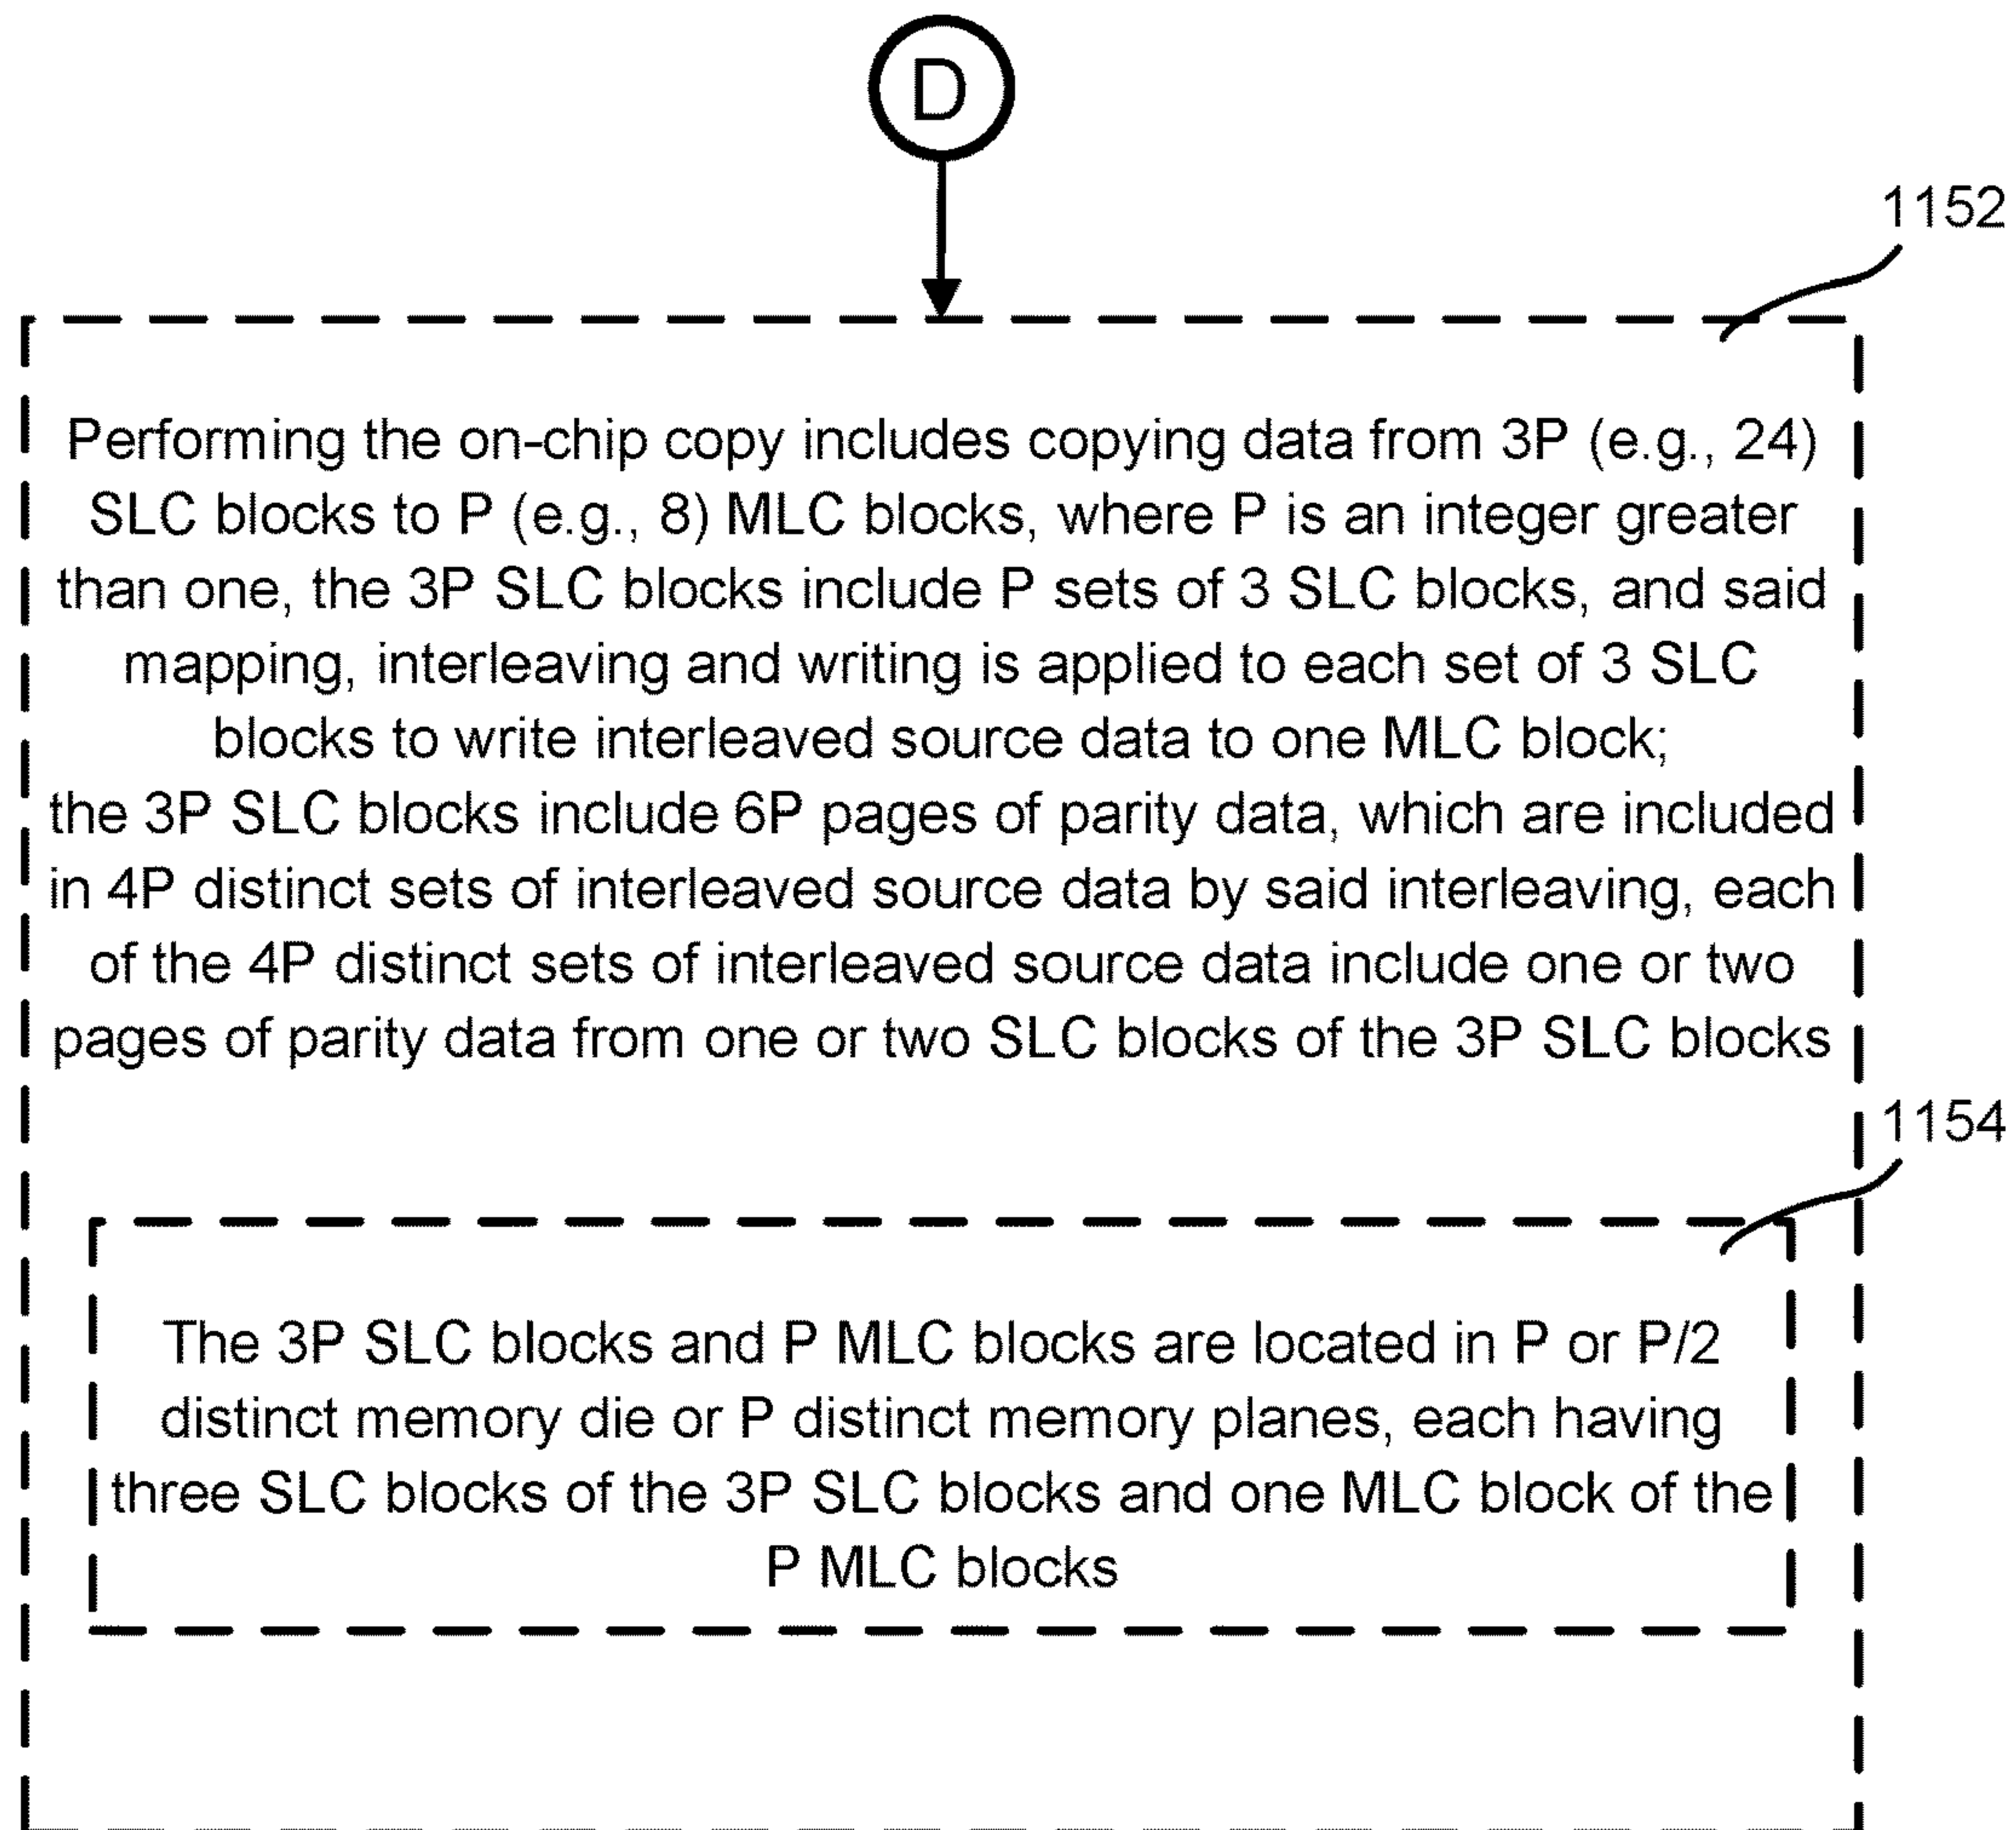 D
1152
Performing the on-chip copy includes copying data from 3P (e.g., 24)
SLC blocks to P (e.g., 8) MLC blocks, where P is an integer greater
than one, the 3P SLC blocks include P sets of 3 SLC blocks, and said
mapping, interleaving and writing is applied to each set of 3 SLC
blocks to write interleaved source data to one MLC block;
the 3P SLC blocks include 6P pages of parity data, which are included
in 4P distinct sets of interleaved source data by said interleaving, each
of the 4P distinct sets of interleaved source data include one or two
pages of parity data from one or two SLC blocks of the 3P SLC blocks
1154
The 3P SLC blocks and P MLC blocks are located in P or P/2
distinct memory die or P distinct memory planes, each having
three SLC blocks of the 3P SLC blocks and one MLC block of the
P MLC blocks